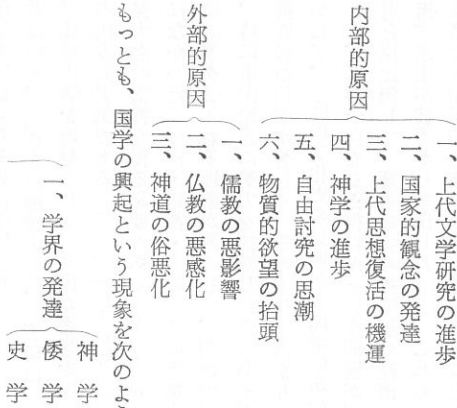 内部的原因
一、上代文学研究の進歩
二、国家的観念の発達
三、上代思想復活の機運
四、神学の進歩
五、自由討究の思潮
六、物質的欲望の抬頭
外部的原因
一、儒教の悪影響
二、仏教の悪感化
三、神道の俗悪化
もっとも、国学の興起という現象を次のよう
一、学界の発達
神学
倭学
史学